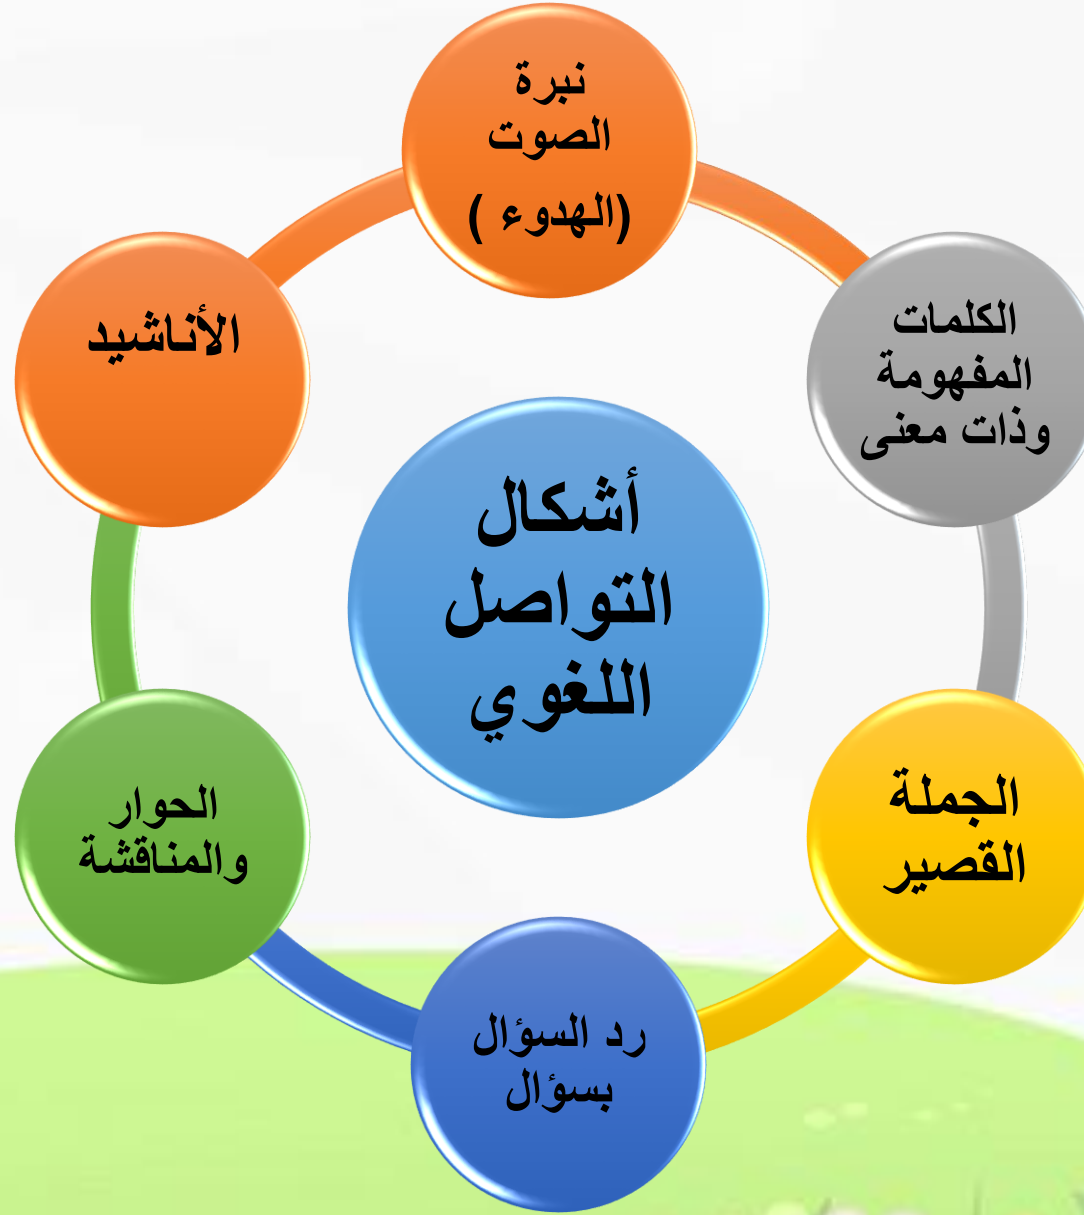 نبرة
الصوت
(الهدوء )
الكلمات
المفهومة
وذات معنى
الجملة
القصير
رد السؤال
بسؤال
الحوار
والمناقشة
الأناشيد
أشكال
التواصل
اللغوي